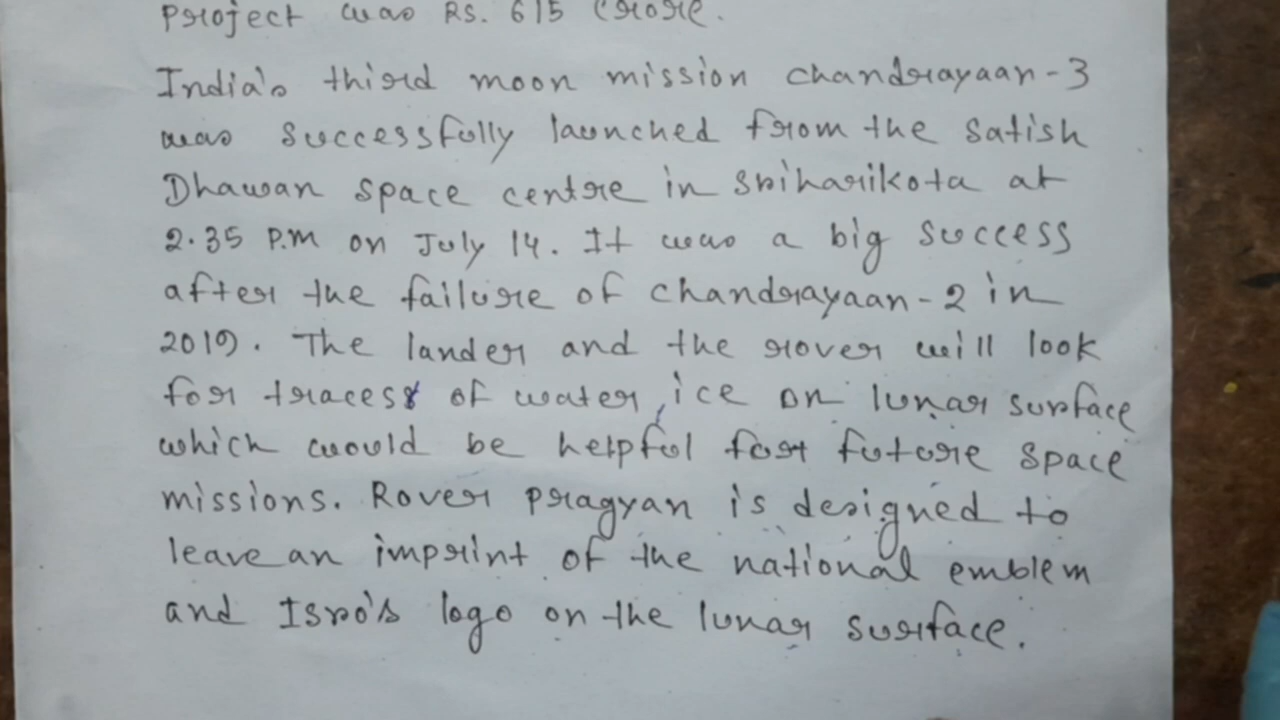 Project was Rs. 615 Crore.
India's third moon mission chandrayaan-3
was successfully launched from the Satish
Dhawan space centre in Sriharikota at
2.35 P.M on July 14. It was a big success
after the failure of chandrayaan-2 in
2019. The lander and the rover will look
for traces of water, ice on lunar surface
which would be helpful for future space
missions. Rover pragyan is designed to
leave an imprint of the national emblem
and Isro's logo on the lunar surface.